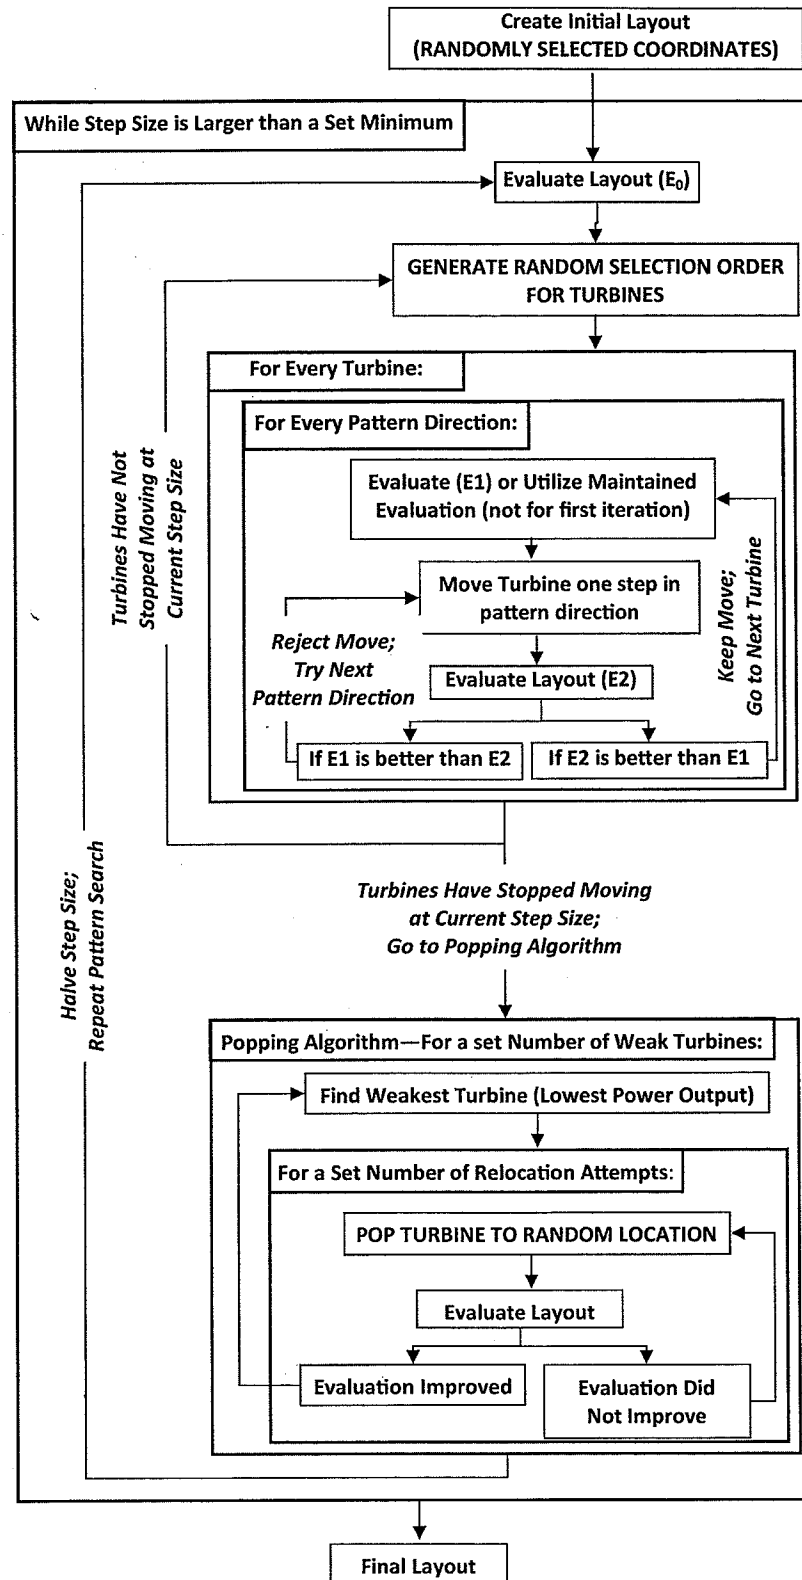 Create Initial Layout
(RANDOMLY SELECTED COORDINATES)
While Step Size is Larger than a Set Minimum
Evaluate Layout (E₀)
GENERATE RANDOM SELECTION ORDER
FOR TURBINES
For Every Turbine:
For Every Pattern Direction:
Evaluate (E1) or Utilize Maintained
Evaluation (not for first iteration)
Move Turbine one step in
pattern direction
Reject Move;
Try Next
Pattern Direction
Evaluate Layout (E2)
If E1 is better than E2
If E2 is better than E1
Keep Move;
Go to Next Turbine
Turbines Have Not
Stopped Moving at
Current Step Size
Turbines Have Stopped Moving
at Current Step Size;
Go to Popping Algorithm
Halve Step Size;
Repeat Pattern Search
Popping Algorithm—For a set Number of Weak Turbines:
Find Weakest Turbine (Lowest Power Output)
For a Set Number of Relocation Attempts:
POP TURBINE TO RANDOM LOCATION
Evaluate Layout
Evaluation Improved
Evaluation Did
Not Improve
Final Layout